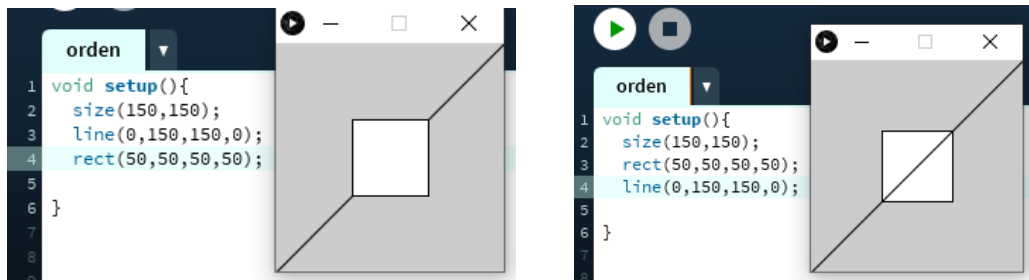 orden
1 void setup(){
2 size(150,150);
3 line(0,150,150,0);
4 rect(50,50,50,50);
5
6 }
7
8
orden
1 void setup(){
2 size(150,150);
3 rect(50,50,50,50);
4 line(0,150,150,0);
5
6 }
7
8